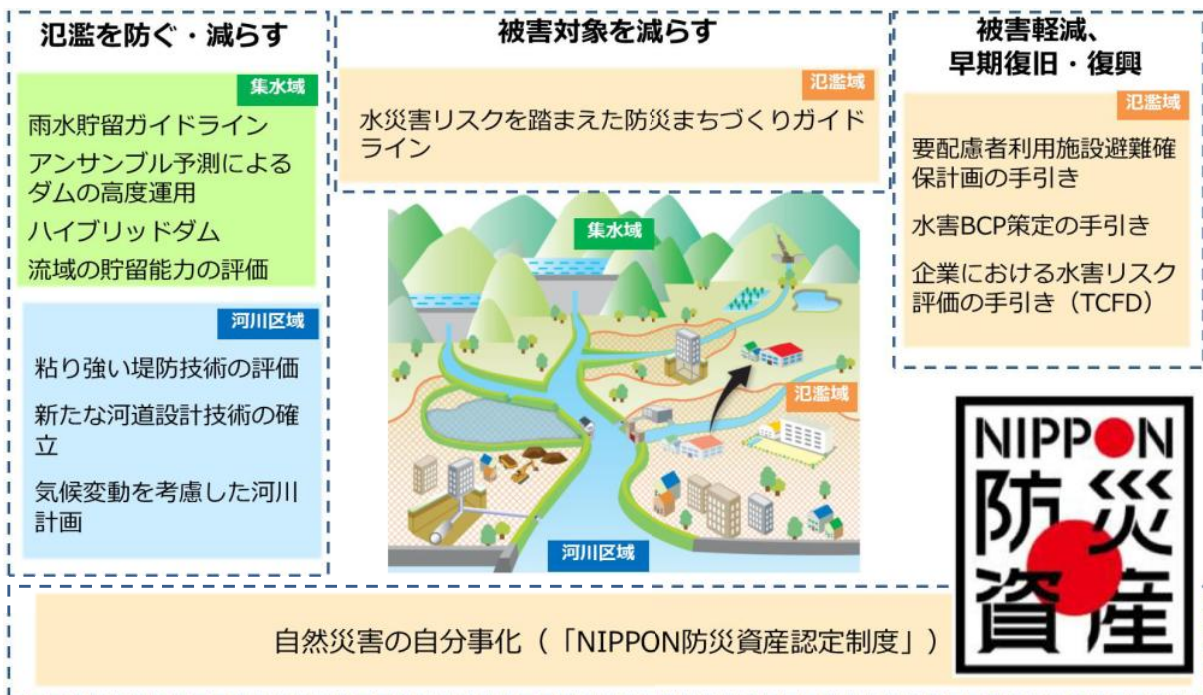 氾濫を防ぐ・減らす
集水域
雨水貯留ガイドライン
アンサンブル予測による
ダムの高度運用
ハイブリッドダム
流域の貯留能力の評価
河川区域
粘り強い堤防技術の評価
新たな河道設計技術の確
立
気候変動を考慮した河川
計画
被害対象を減らす
氾濫域
水災害リスクを踏まえた防災まちづくりガイド
ライン
集水域
氾濫域
河川区域
被害軽減、
早期復旧・復興
氾濫域
要配慮者利用施設避難確
保計画の手引き
水害BCP策定の手引き
企業における水害リスク
評価の手引き（TCFD）
自然災害の自分事化（「NIPPON防災資産認定制度」）
NIPPON
防災
資産